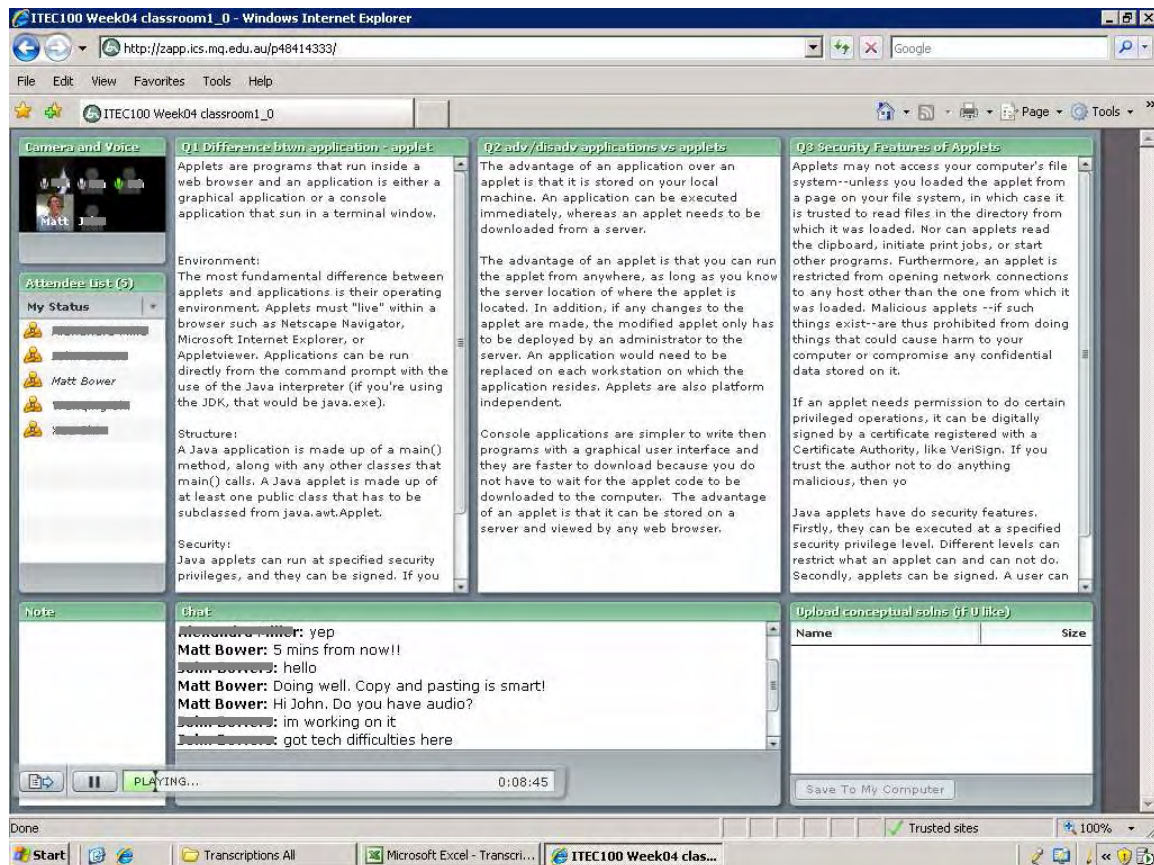 ITEC100 Week04 classroom1_0 - Windows Internet Explorer
http://zapp.ics.mq.edu.au/p48414333/
Google
File Edit View Favorites Tools Help
ITEC100 Week04 classroom1_0
Page
Tools
»
Camera and Voice
Matt
Attendee List (5)
My Status
Matt Bower
Q1 Difference btwn application - applet
Applets are programs that run inside a
web browser and an application is either a
graphical application or a console
application that sun in a terminal window.
Environment:
The most fundamental difference between
applets and applications is their operating
environment. Applets must "live" within a
browser such as Netscape Navigator,
Microsoft Internet Explorer, or
Appletviewer. Applications can be run
directly from the command prompt with the
use of the Java interpreter (if you're using
the JDK, that would be java.exe).
Structure:
A Java application is made up of a main()
method, along with any other classes that
main() calls. A Java applet is made up of
at least one public class that has to be
subclassed from java.awt.Applet.
Security:
Java applets can run at specified security
privileges, and they can be signed. If you
Q2 adv/disadv applications vs applets
The advantage of an application over an
applet is that it is stored on your local
machine. An application can be executed
immediately, whereas an applet needs to be
downloaded from a server.
The advantage of an applet is that you can run
the applet from anywhere, as long as you know
the server location of where the applet is
located. In addition, if any changes to the
applet are made, the modified applet only has
to be deployed by an administrator to the
server. An application would need to be
replaced on each workstation on which the
application resides. Applets are also platform
independent.
Console applications are simpler to write then
programs with a graphical user interface and
they are faster to download because you do
not have to wait for the applet code to be
downloaded to the computer. The advantage
of an applet is that it can be stored on a
server and viewed by any web browser.
Q3 Security Features of Applets
Applets may not access your computer's file
system--unless you loaded the applet from
a page on your file system, in which case it
is trusted to read files in the directory from
which it was loaded. Nor can applets read
the clipboard, initiate print jobs, or start
other programs. Furthermore, an applet is
restricted from opening network connections
to any host other than the one from which it
was loaded. Malicious applets --if such
things exist--are thus prohibited from doing
things that could cause harm to your
computer or compromise any confidential
data stored on it.
If an applet needs permission to do certain
privileged operations, it can be digitally
signed by a certificate registered with a
Certificate Authority, like VeriSign. If you
trust the author not to do anything
malicious, then yo
Java applets have do security features.
Firstly, they can be executed at a specified
security privilege level. Different levels can
restrict what an applet can and can not do.
Secondly, applets can be signed. A user can
Note
Chat
yep
Matt Bower: 5 mins from now!!
hello
Matt Bower: Doing well. Copy and pasting is smart!
Matt Bower: Hi John. Do you have audio?
im working on it
got tech difficulties here
Upload conceptual solns (if U like)
Name Size
Save To My Computer
PLAYING... 0:08:45
Done
Trusted sites
100%
Start
Transcriptions All
Microsoft Excel - Transcri...
ITEC100 Week04 clas...
«